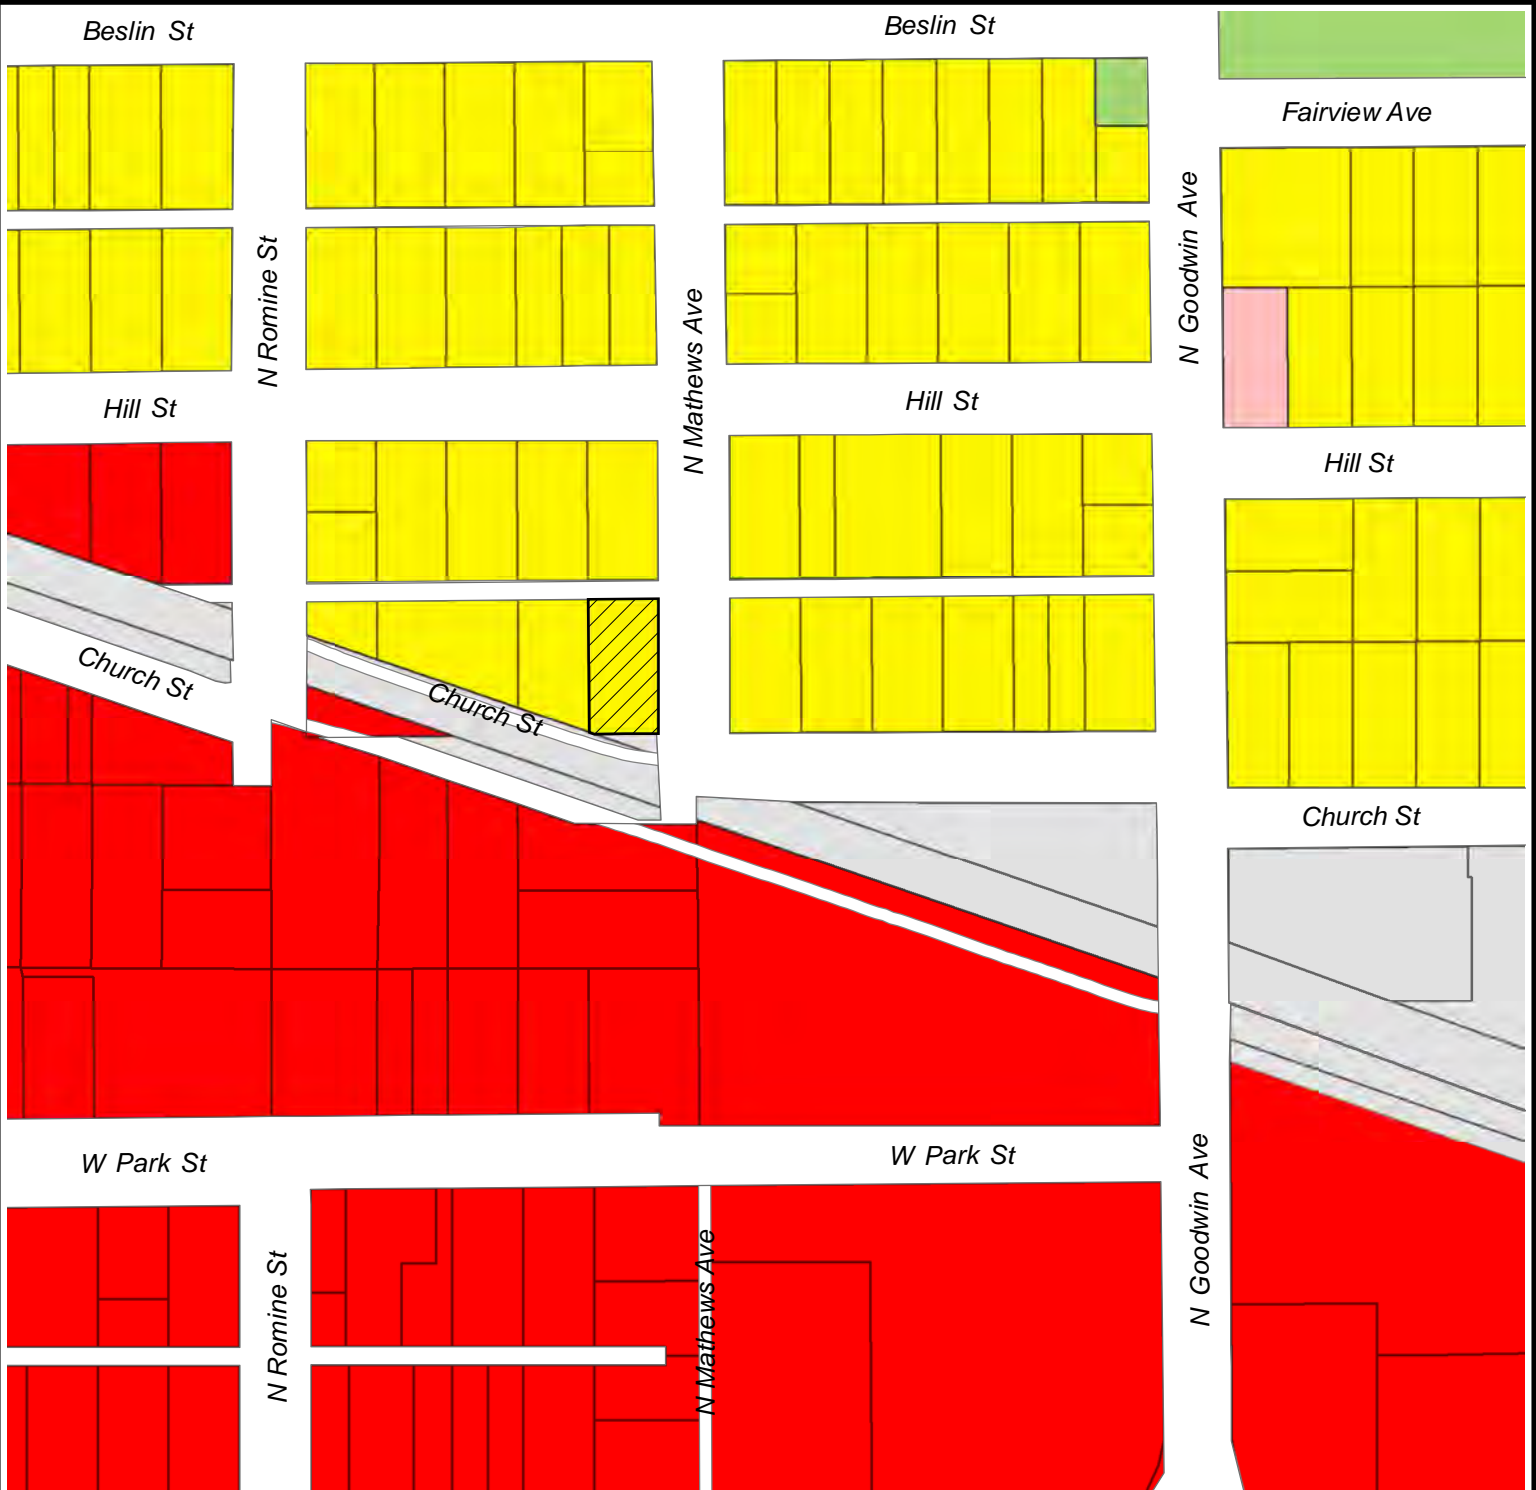 Beslin St
Beslin St
Fairview Ave
N Goodwin Ave
N Romine St
N Mathews Ave
Hill St
Hill St
Hill St
Church St
Church St
Church St
W Park St
W Park St
N Goodwin Ave
N Romine St
N Mathews Ave